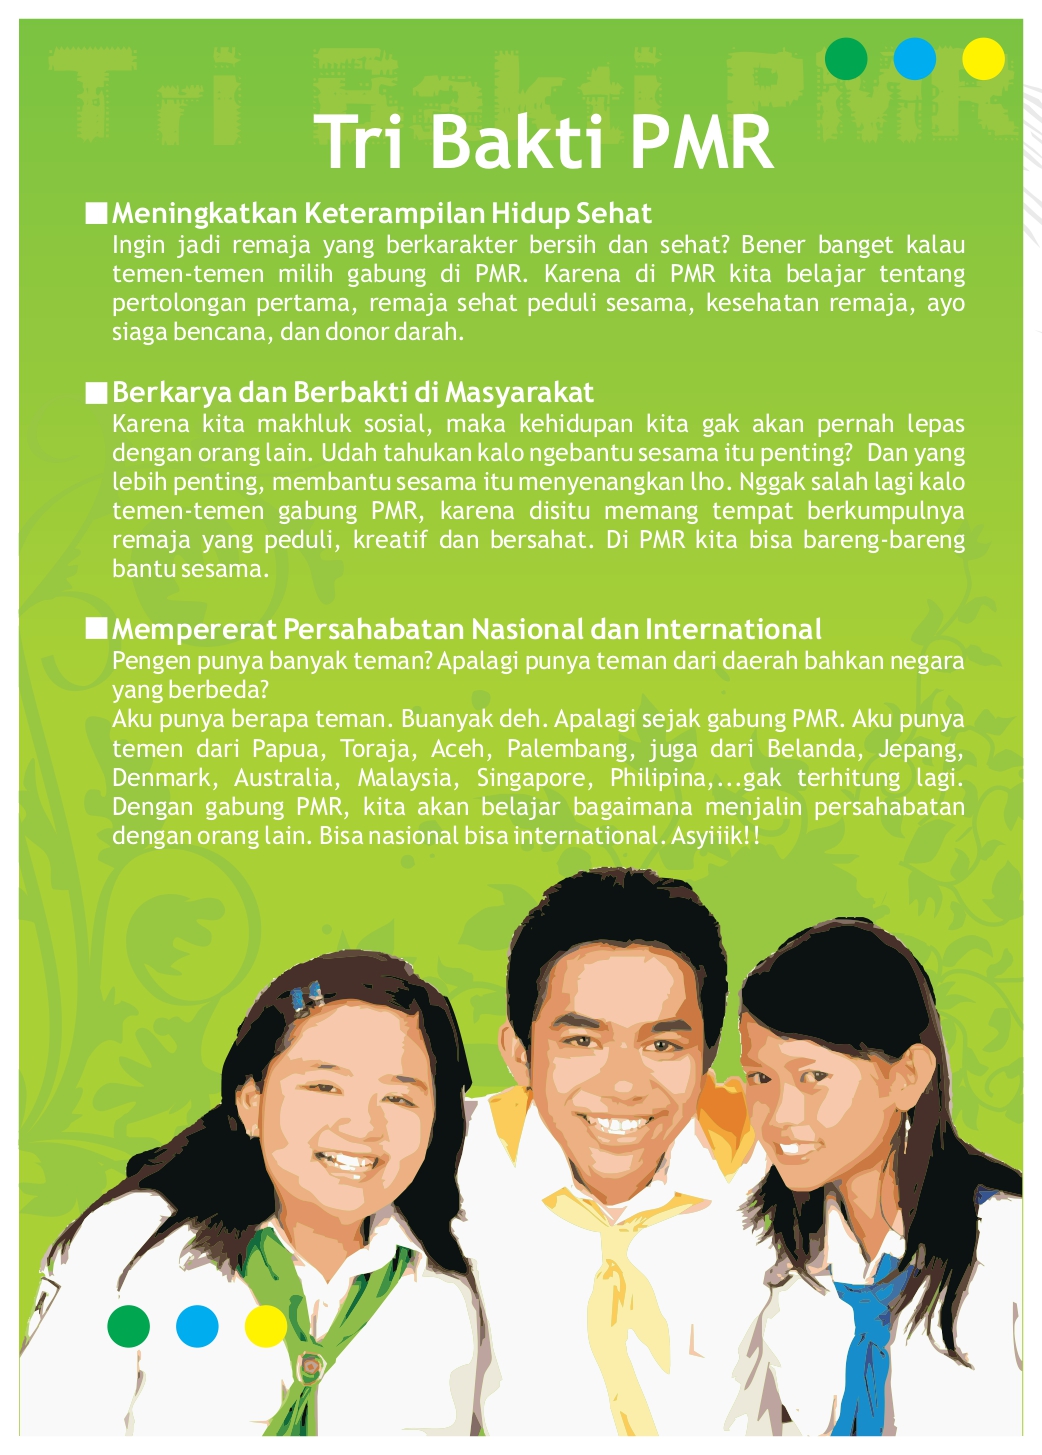 Tri Bakti PMR
Tri Bakti PMR
Meningkatkan Keterampilan Hidup Sehat
Ingin jadi remaja yang berkarakter bersih dan sehat? Bener banget kalau
temen-temen milih gabung di PMR. Karena di PMR kita belajar tentang
pertolongan pertama, remaja sehat peduli sesama, kesehatan remaja, ayo
siaga bencana, dan donor darah.
Berkarya dan Berbakti di Masyarakat
Karena kita makhluk sosial, maka kehidupan kita gak akan pernah lepas
dengan orang lain. Udah tahukan kalo ngebantu sesama itu penting? Dan yang
lebih penting, membantu sesama itu menyenangkan lho. Nggak salah lagi kalo
temen-temen gabung PMR, karena disitu memang tempat berkumpulnya
remaja yang peduli, kreatif dan bersahat. Di PMR kita bisa bareng-bareng
bantu sesama.
Mempererat Persahabatan Nasional dan International
Pengen punya banyak teman? Apalagi punya teman dari daerah bahkan negara
yang berbeda?
Aku punya berapa teman. Buanyak deh. Apalagi sejak gabung PMR. Aku punya
temen dari Papua, Toraja, Aceh, Palembang, juga dari Belanda, Jepang,
Denmark, Australia, Malaysia, Singapore, Philipina,...gak terhitung lagi.
Dengan gabung PMR, kita akan belajar bagaimana menjalin persahabatan
dengan orang lain. Bisa nasional bisa international. Asyiiik!!